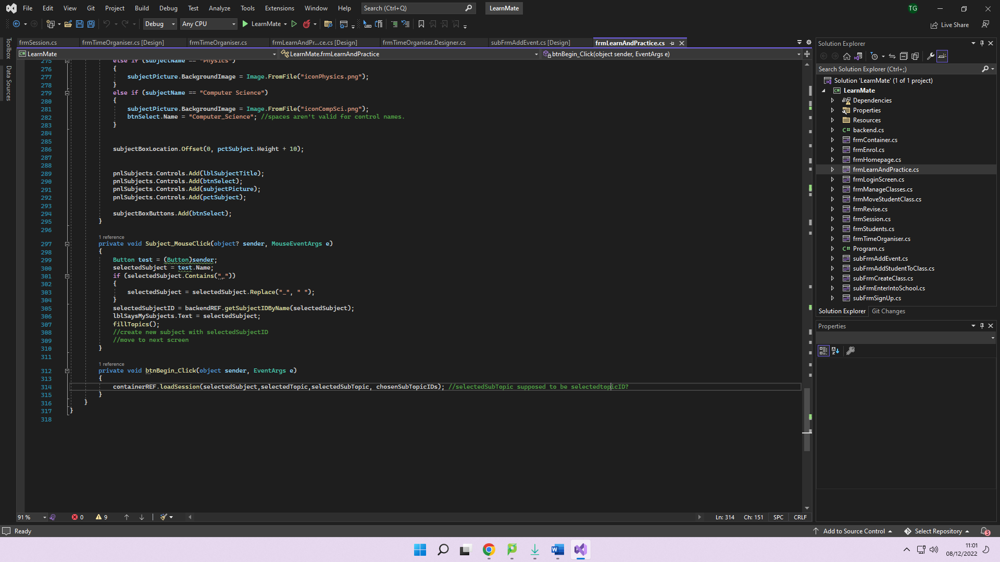 File Edit View Git Project Build Debug Test Analyze Tools Extensions Window Help Search (Ctrl+Q) LearnMate TG
Debug Any CPU LearnMate Live Share
frmSession.cs frmTimeOrganiser.cs [Design] frmTimeOrganiser.cs frmLearnAndPr...ce.cs [Design] frmTimeOrganiser.Designer.cs subFrmAddEvent.cs [Design] frmLearnAndPractice.cs
LearnMate LearnMate.frmLearnAndPractice btnBegin_Click(object sender, EventArgs e)
Toolbox
Data Sources
275 else if (subjectName == "Physics")
276 {
277 subjectPicture.BackgroundImage = Image.FromFile("iconPhysics.png");
278 }
279 else if (subjectName == "Computer Science")
280 {
281 subjectPicture.BackgroundImage = Image.FromFile("iconCompSci.png");
282 btnSelect.Name = "Computer_Science"; //spaces aren't valid for control names.
283 }
284
285
286 subjectBoxLocation.Offset(0, pctSubject.Height + 10);
287
288
289 pnlSubjects.Controls.Add(lblSubjectTitle);
290 pnlSubjects.Controls.Add(btnSelect);
291 pnlSubjects.Controls.Add(subjectPicture);
292 pnlSubjects.Controls.Add(pctSubject);
293
294 subjectBoxButtons.Add(btnSelect);
295 }
296
1 reference
297 private void Subject_MouseClick(object? sender, MouseEventArgs e)
298 {
299 Button test = (Button)sender;
300 selectedSubject = test.Name;
301 if (selectedSubject.Contains("_"))
302 {
303 selectedSubject = selectedSubject.Replace("_", " ");
304 }
305 selectedSubjectID = backendREF.getSubjectIDByName(selectedSubject);
306 lblSaysMySubjects.Text = selectedSubject;
307 fillTopics();
308 //create new subject with selectedSubjectID
309 //move to next screen
310 }
311
1 reference
312 private void btnBegin_Click(object sender, EventArgs e)
313 {
314 containerREF.loadSession(selectedSubject,selectedTopic,selectedSubTopic, chosenSubTopicIDs); //selectedSubTopic supposed to be selectedtopicID?
315 }
316 }
317 }
318
91 % 0 9 Ln: 314 Ch: 151 SPC CRLF
Solution Explorer
Search Solution Explorer (Ctrl+;)
Solution 'LearnMate' (1 of 1 project)
LearnMate
Dependencies
Properties
Resources
backend.cs
frmContainer.cs
frmEnrol.cs
frmHomepage.cs
frmLearnAndPractice.cs
frmLoginScreen.cs
frmManageClasses.cs
frmMoveStudentClass.cs
frmRevise.cs
frmSession.cs
frmStudents.cs
frmTimeOrganiser.cs
Program.cs
subFrmAddEvent.cs
subFrmAddStudentToClass.cs
subFrmCreateClass.cs
subFrmEnterIntoSchool.cs
subFrmSignUp.cs
Solution Explorer Git Changes
Properties
Ready Add to Source Control Select Repository 3
11:01
08/12/2022